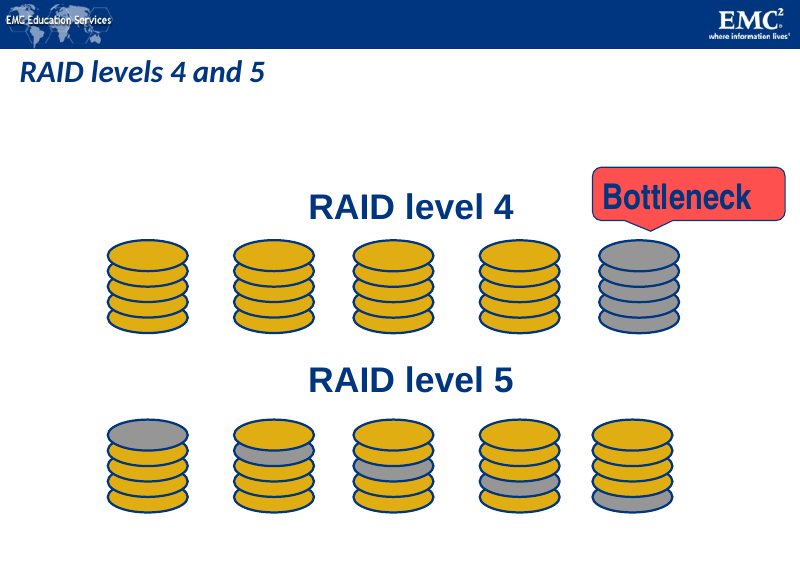 EMC Education Services
EMC²
where information lives®
RAID levels 4 and 5
RAID level 4
Bottleneck
RAID level 5